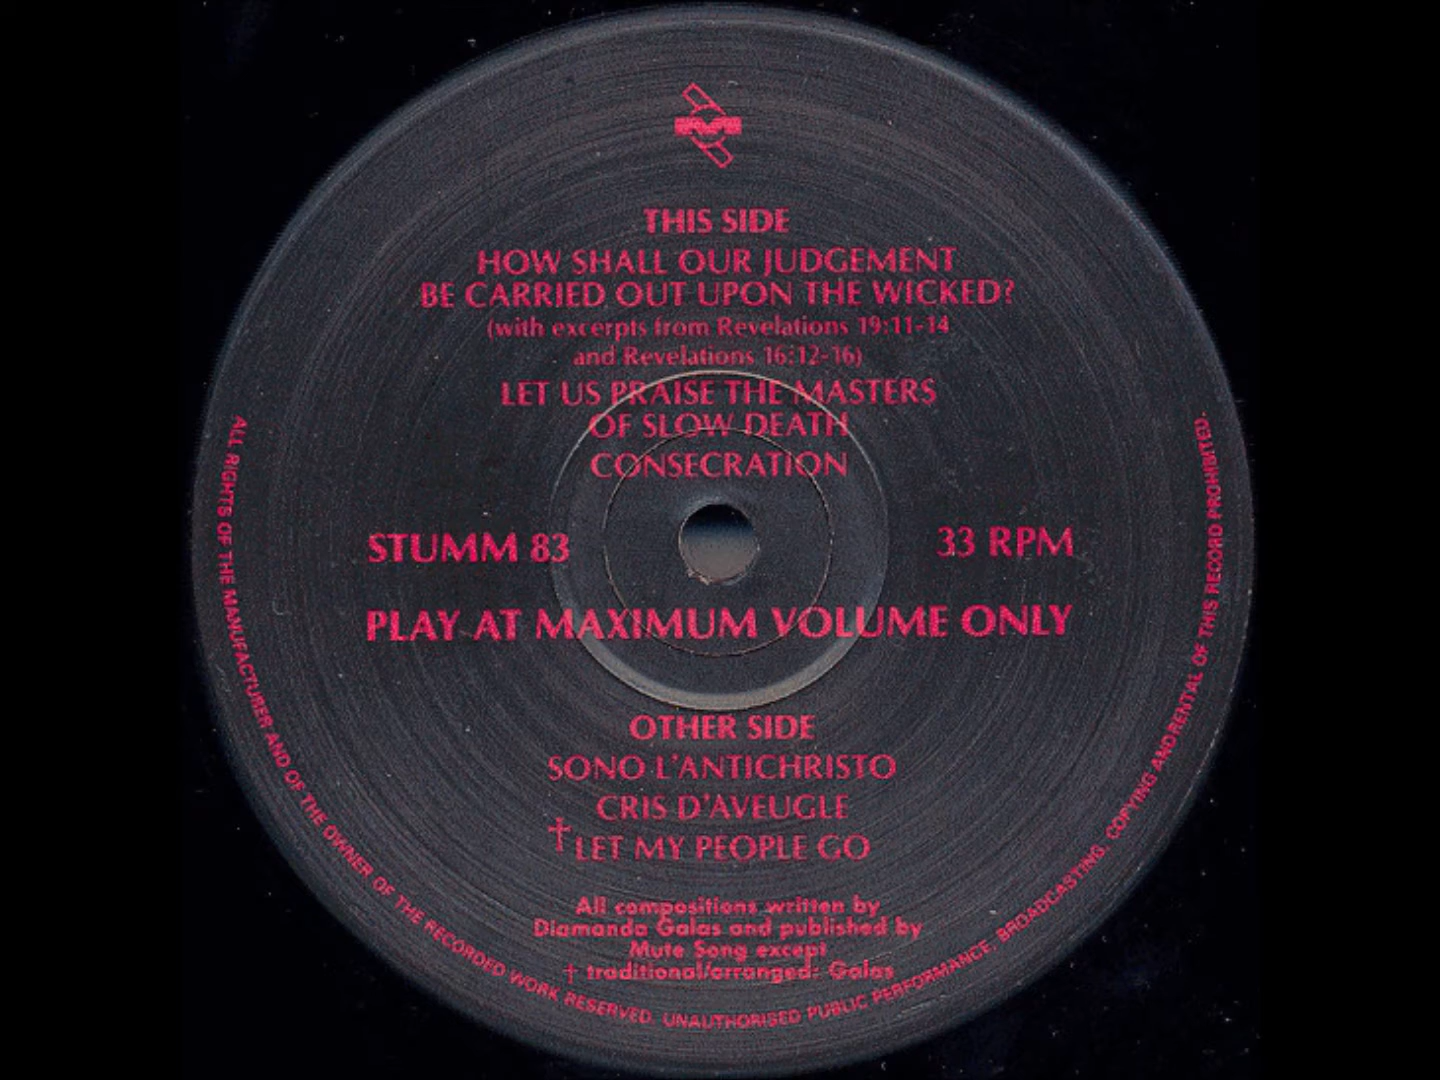 THIS SIDE
HOW SHALL OUR JUDGEMENT
BE CARRIED OUT UPON THE WICKED?
(with excerpts from Revelations 19:11-14
and Revelations 16:12-16)
LET US PRAISE THE MASTERS
OF SLOW DEATH
CONSECRATION
STUMM 83
33 RPM
PLAY AT MAXIMUM VOLUME ONLY
OTHER SIDE
SONO L'ANTICHRISTO
CRIS D'AVEUGLE
†LET MY PEOPLE GO
All compositions written by
Diamanda Galas and published by
Mute Song except
† traditional/arranged: Galas
ALL RIGHTS OF THE MANUFACTURER AND OF THE OWNER OF THE RECORDED WORK RESERVED. UNAUTHORISED PUBLIC PERFORMANCE, BROADCASTING, COPYING AND RENTAL OF THIS RECORD PROHIBITED.